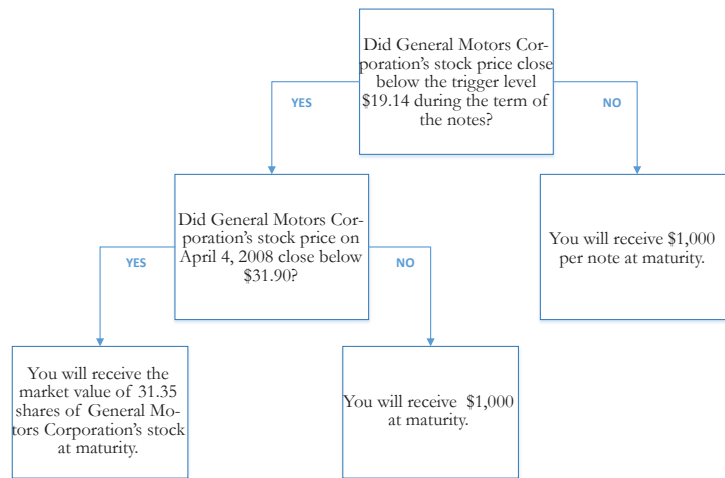 Did General Motors Cor-
poration's stock price close
below the trigger level
$19.14 during the term of
the notes?
YES
NO
Did General Motors Cor-
poration's stock price on
April 4, 2008 close below
$31.90?
You will receive $1,000
per note at maturity.
YES
NO
You will receive the
market value of 31.35
shares of General Mo-
tors Corporation's stock
at maturity.
You will receive $1,000
at maturity.